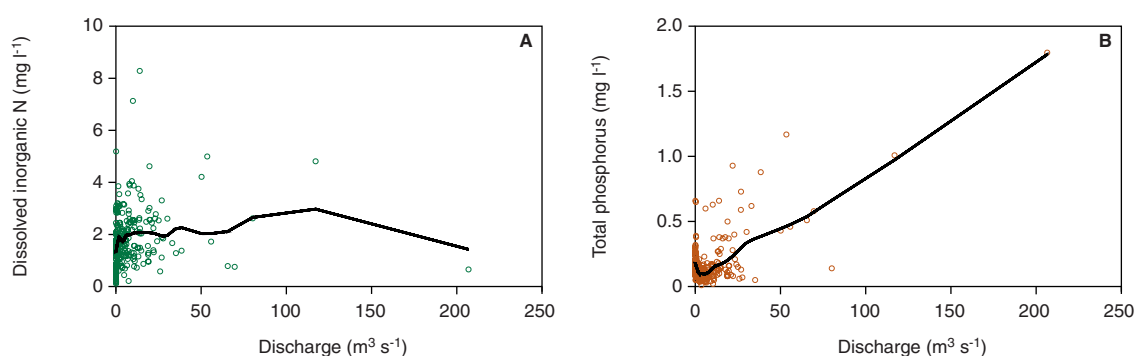 A
Dissolved inorganic N (mg l-1)
10
8
6
4
2
0
0 50 100 150 200 250
Discharge (m3 s-1)
B
Total phosphorus (mg l-1)
2.0
1.5
1.0
0.5
0
0 50 100 150 200 250
Discharge (m3 s-1)